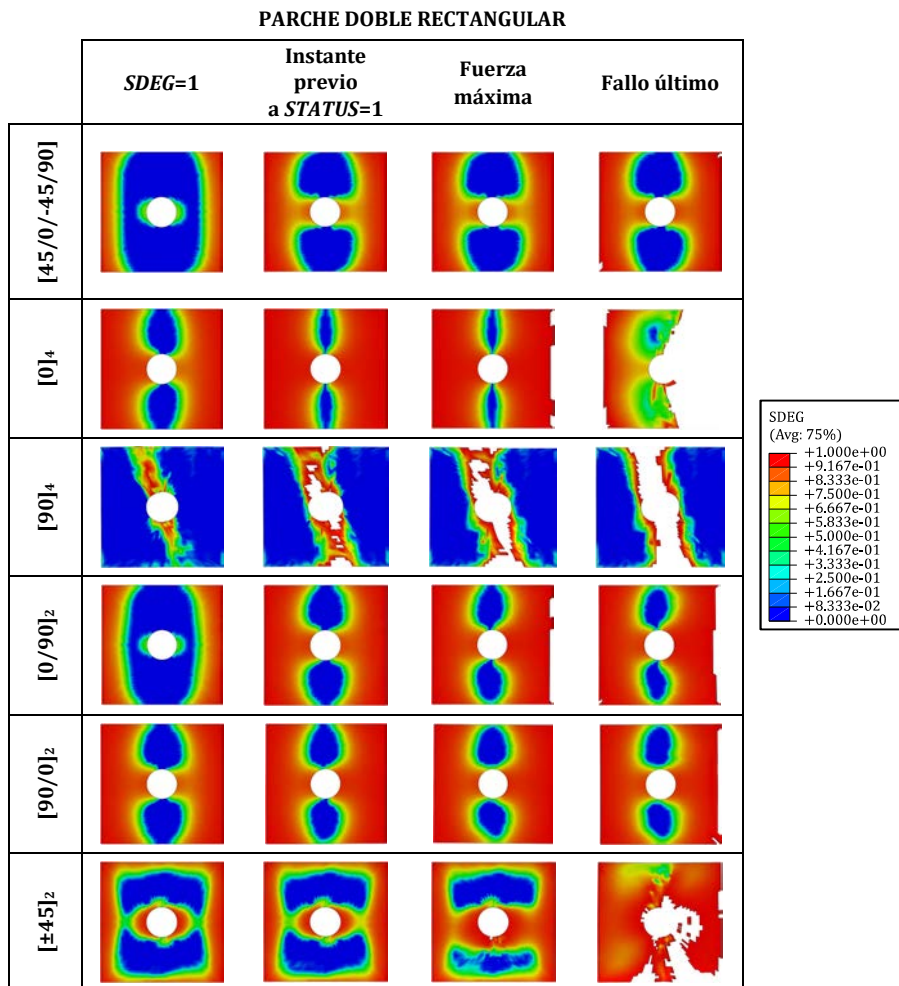 PARCHE DOBLE RECTANGULAR
SDEG=1
Instante
previo
a STATUS=1
Fuerza
máxima
Fallo último
[45/0/-45/90]
[0]₄
[90]₄
[0/90]₂
[90/0]₂
[±45]₂
SDEG
(Avg: 75%)
+1.000e+00
+9.167e-01
+8.333e-01
+7.500e-01
+6.667e-01
+5.833e-01
+5.000e-01
+4.167e-01
+3.333e-01
+2.500e-01
+1.667e-01
+8.333e-02
+0.000e+00